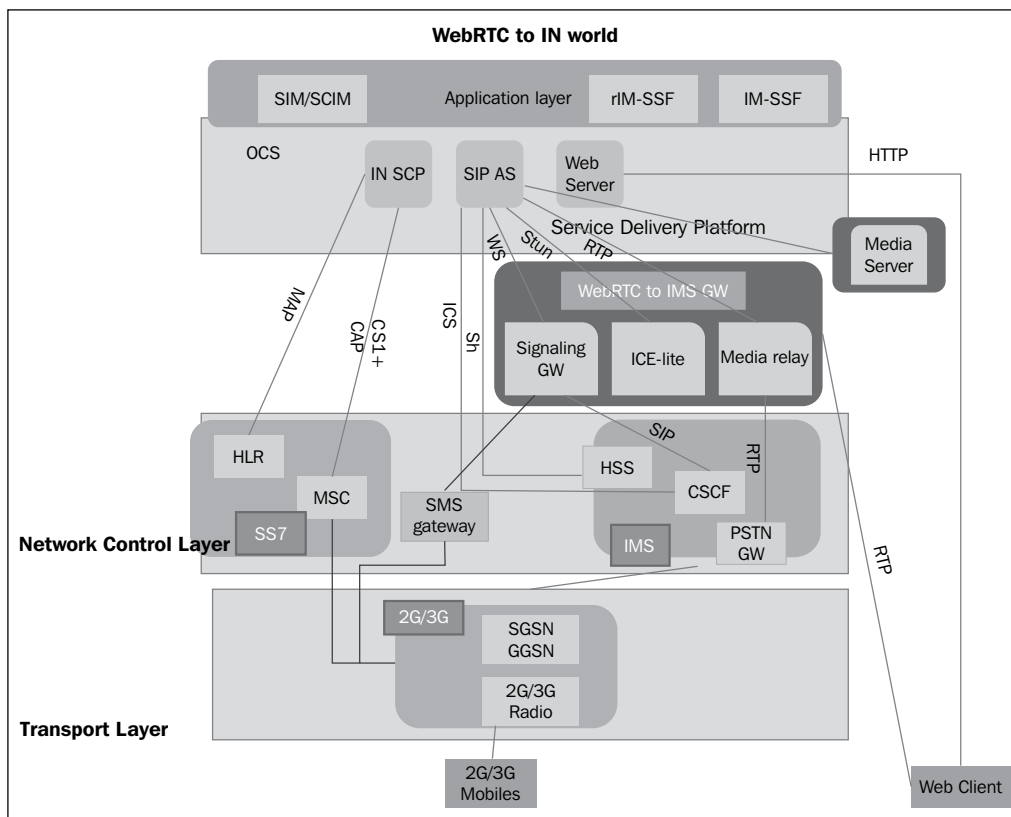 WebRTC to IN world
SIM/SCIM
Application layer
rIM-SSF
IM-SSF
OCS
IN SCP
SIP AS
Web
Server
HTTP
Service Delivery Platform
Media
Server
WS
Stun
RTP
MAP
CAP
CS1+
ICS
Sh
WebRTC to IMS GW
Signaling
GW
ICE-lite
Media relay
SIP
RTP
HLR
MSC
SS7
SMS
gateway
HSS
CSCF
IMS
PSTN
GW
Network Control Layer
RTP
2G/3G
SGSN
GGSN
2G/3G
Radio
Transport Layer
2G/3G
Mobiles
Web Client